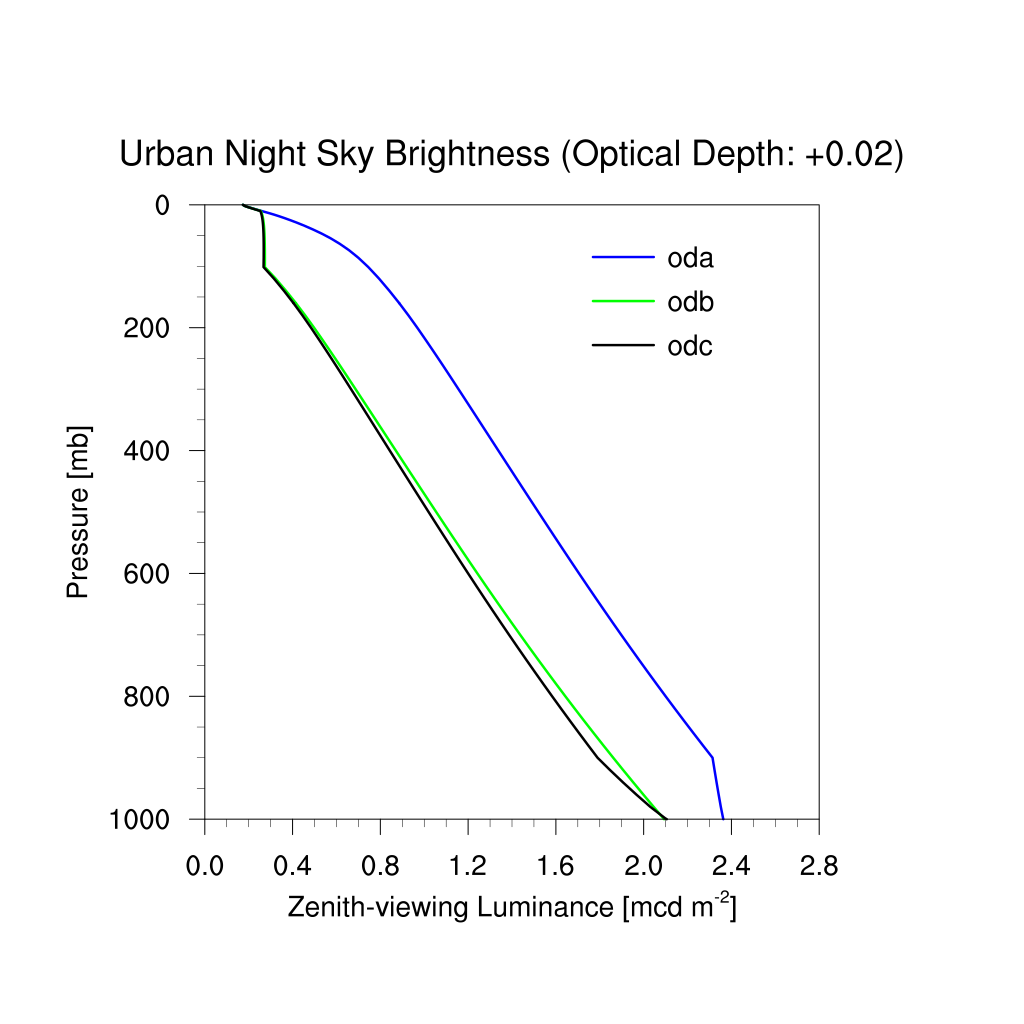 Urban Night Sky Brightness (Optical Depth: +0.02)
0
200
400
600
800
1000
Pressure [mb]
oda
odb
odc
0.0 0.4 0.8 1.2 1.6 2.0 2.4 2.8
Zenith-viewing Luminance [mcd m⁻²]